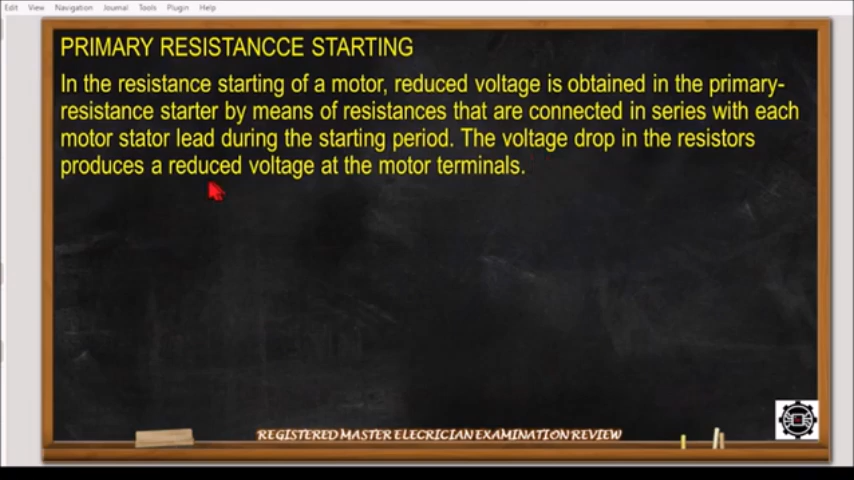 Edit View Navigation Journal Tools Plugin Help
PRIMARY RESISTANCCE STARTING
In the resistance starting of a motor, reduced voltage is obtained in the primary-
resistance starter by means of resistances that are connected in series with each
motor stator lead during the starting period. The voltage drop in the resistors
produces a reduced voltage at the motor terminals.
REGISTERED MASTER ELECRICIAN EXAMINATION REVIEW